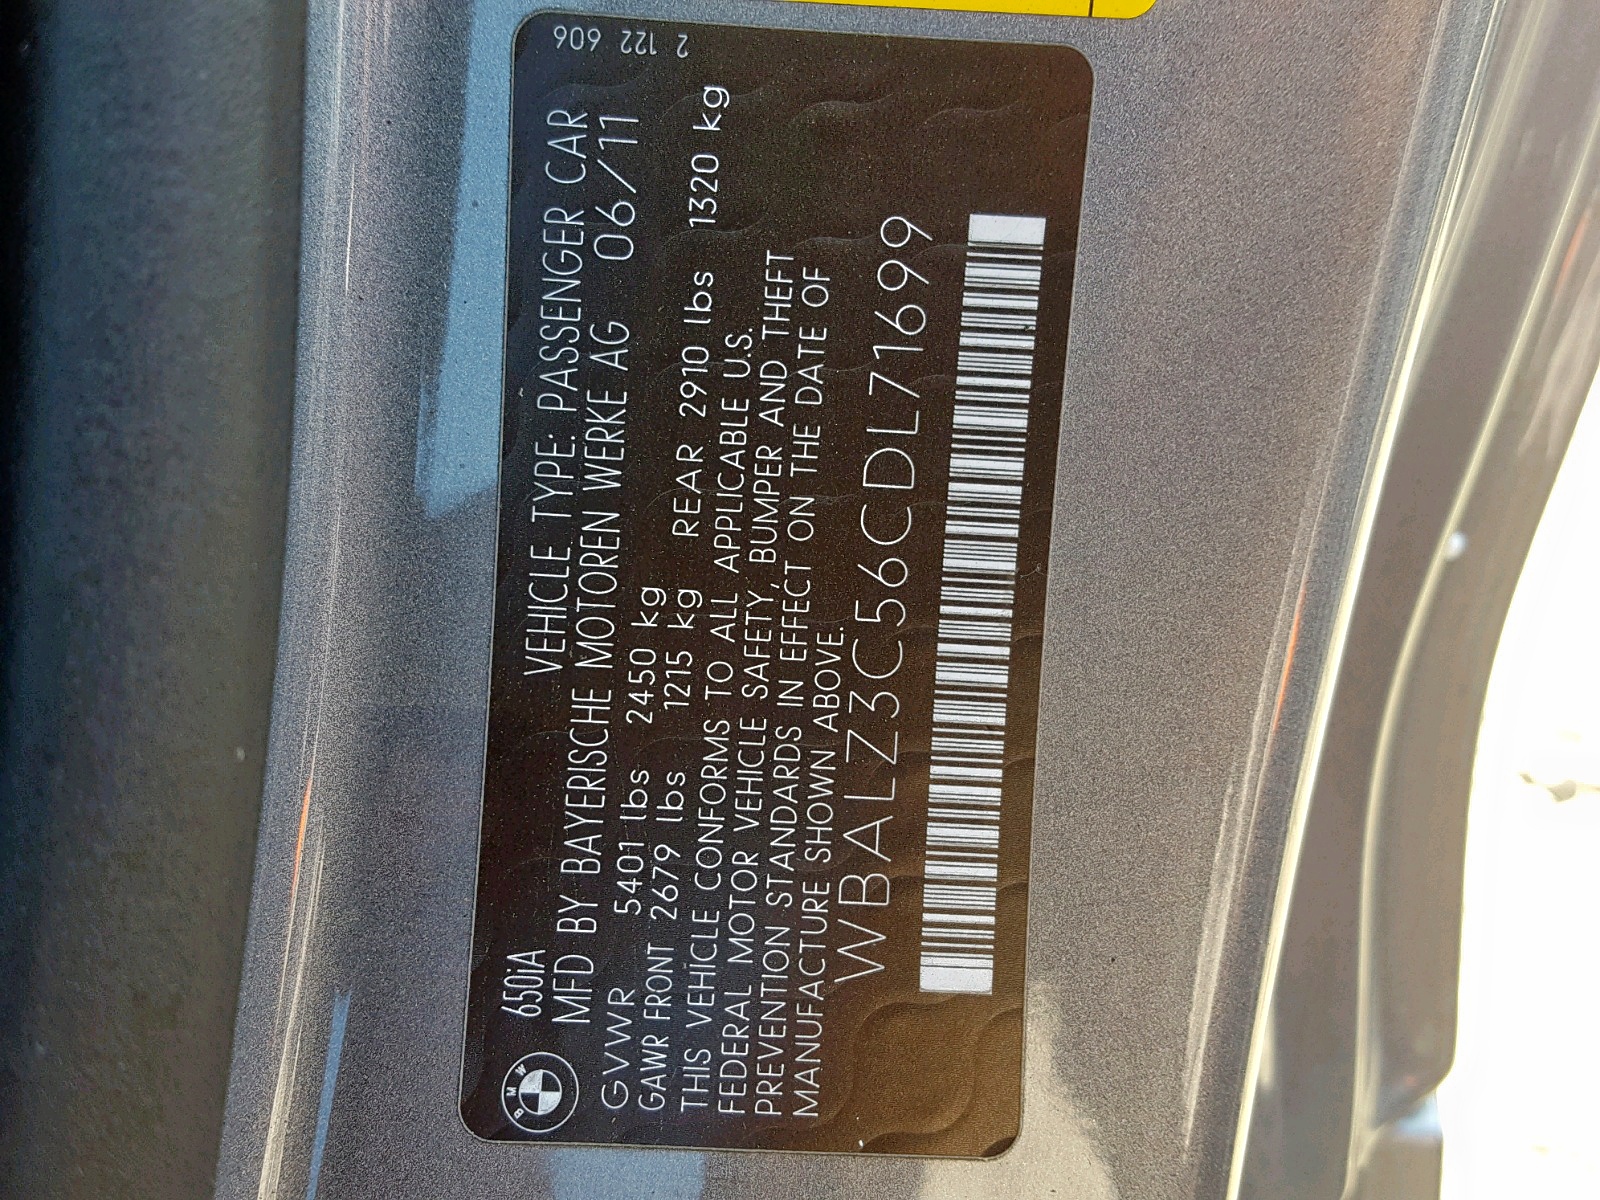 BMW
650iA VEHICLE TYPE: PASSENGER CAR
MFD BY BAYERISCHE MOTOREN WERKE AG 06/11
GVWR 5401 lbs 2450 kg
GAWR FRONT 2679 lbs 1215 kg REAR 2910 lbs 1320 kg
THIS VEHICLE CONFORMS TO ALL APPLICABLE U.S.
FEDERAL MOTOR VEHICLE SAFETY, BUMPER AND THEFT
PREVENTION STANDARDS IN EFFECT ON THE DATE OF
MANUFACTURE SHOWN ABOVE.
WBALZ3C56CDL71699
2 122 606